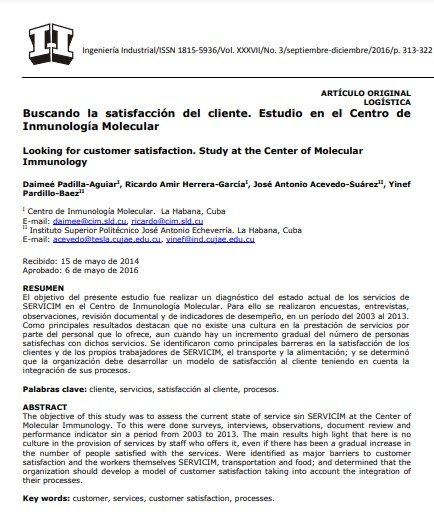 Ingeniería Industrial/ISSN 1815-5936/Vol. XXXVII/No. 3/septiembre-diciembre/2016/p. 313-322
ARTÍCULO ORIGINAL
LOGÍSTICA
Buscando la satisfacción del cliente. Estudio en el Centro de
Inmunología Molecular
Looking for customer satisfaction. Study at the Center of Molecular
Immunology
Daimeé Padilla-Aguiar I, Ricardo Amir Herrera-García I, José Antonio Acevedo-Suárez II, Yinef
Pardillo-Baez II
I Centro de Inmunología Molecular. La Habana, Cuba
E-mail: daimee@cim.sld.cu, ricardo@cim.sld.cu
II Instituto Superior Politécnico José Antonio Echeverría. La Habana, Cuba
E-mail: acevedo@tesla.cujae.edu.cu, yinef@ind.cujae.edu.cu
Recibido: 15 de mayo de 2014
Aprobado: 6 de mayo de 2016
RESUMEN
El objetivo del presente estudio fue realizar un diagnóstico del estado actual de los servicios
de SERVICIM en el Centro de Inmunología Molecular. Para ello se realizaron encuestas, entrevistas,
observaciones, revisión documental y de indicadores de desempeño, en un período del 2003 al 2013.
Como principales resultados destacan que no existe una cultura en la prestación de servicios por
parte del personal que lo ofrece, aun cuando hay un incremento gradual del número de personas
satisfechas con dichos servicios. Se identificaron como principales barreras en la satisfacción de los
clientes y de los propios trabajadores de SERVICIM, el transporte y la alimentación; y se determinó
que la organización debe desarrollar un modelo de satisfacción al cliente teniendo en cuenta la
integración de sus procesos.
Palabras clave: cliente, servicios, satisfacción al cliente, procesos.
ABSTRACT
The objective of this study was to assess the current state of service sin SERVICIM at the Center of
Molecular Immunology. To this were done surveys, interviews, observations, document review and
performance indicator sin a period from 2003 to 2013. The main results high light that here is no
culture in the provision of services by staff who offers it, even if there has been a gradual increase in
the number of people satisfied with the services. Were identified as major barriers to customer
satisfaction and the workers themselves SERVICIM, transportation and food; and determined that the
organization should develop a model of customer satisfaction taking into account the integration of
their processes.
Key words: customer, services, customer satisfaction, processes.